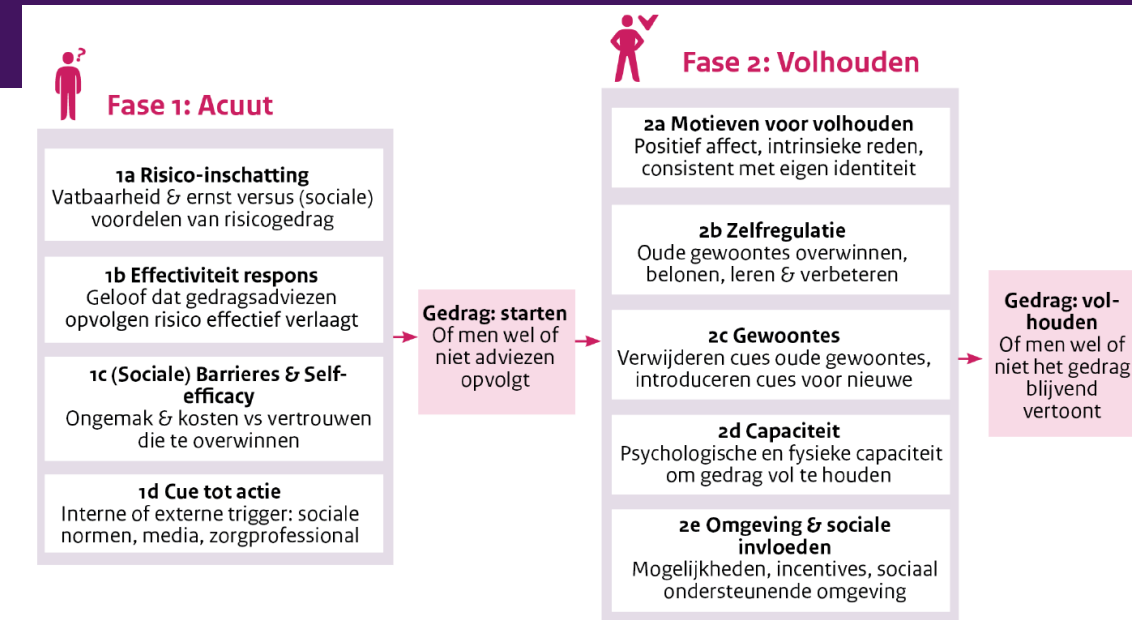 ?
Fase 1: Acuut
1a Risico-inschatting
Vatbaarheid & ernst versus (sociale)
voordelen van risicogedrag
1b Effectiviteit respons
Geloof dat gedragsadviezen
opvolgen risico effectief verlaagt
1c (Sociale) Barrieres & Self-
efficacy
Ongemak & kosten vs vertrouwen
die te overwinnen
1d Cue tot actie
Interne of externe trigger: sociale
normen, media, zorgprofessional
Gedrag: starten
Of men wel of
niet adviezen
opvolgt
Fase 2: Volhouden
2a Motieven voor volhouden
Positief affect, intrinsieke reden,
consistent met eigen identiteit
2b Zelfregulatie
Oude gewoontes overwinnen,
belonen, leren & verbeteren
2c Gewoontes
Verwijderen cues oude gewoontes,
introduceren cues voor nieuwe
2d Capaciteit
Psychologische en fysieke capaciteit
om gedrag vol te houden
2e Omgeving & sociale
invloeden
Mogelijkheden, incentives, sociaal
ondersteunende omgeving
Gedrag: vol-
houden
Of men wel of
niet het gedrag
blijvend
vertoont